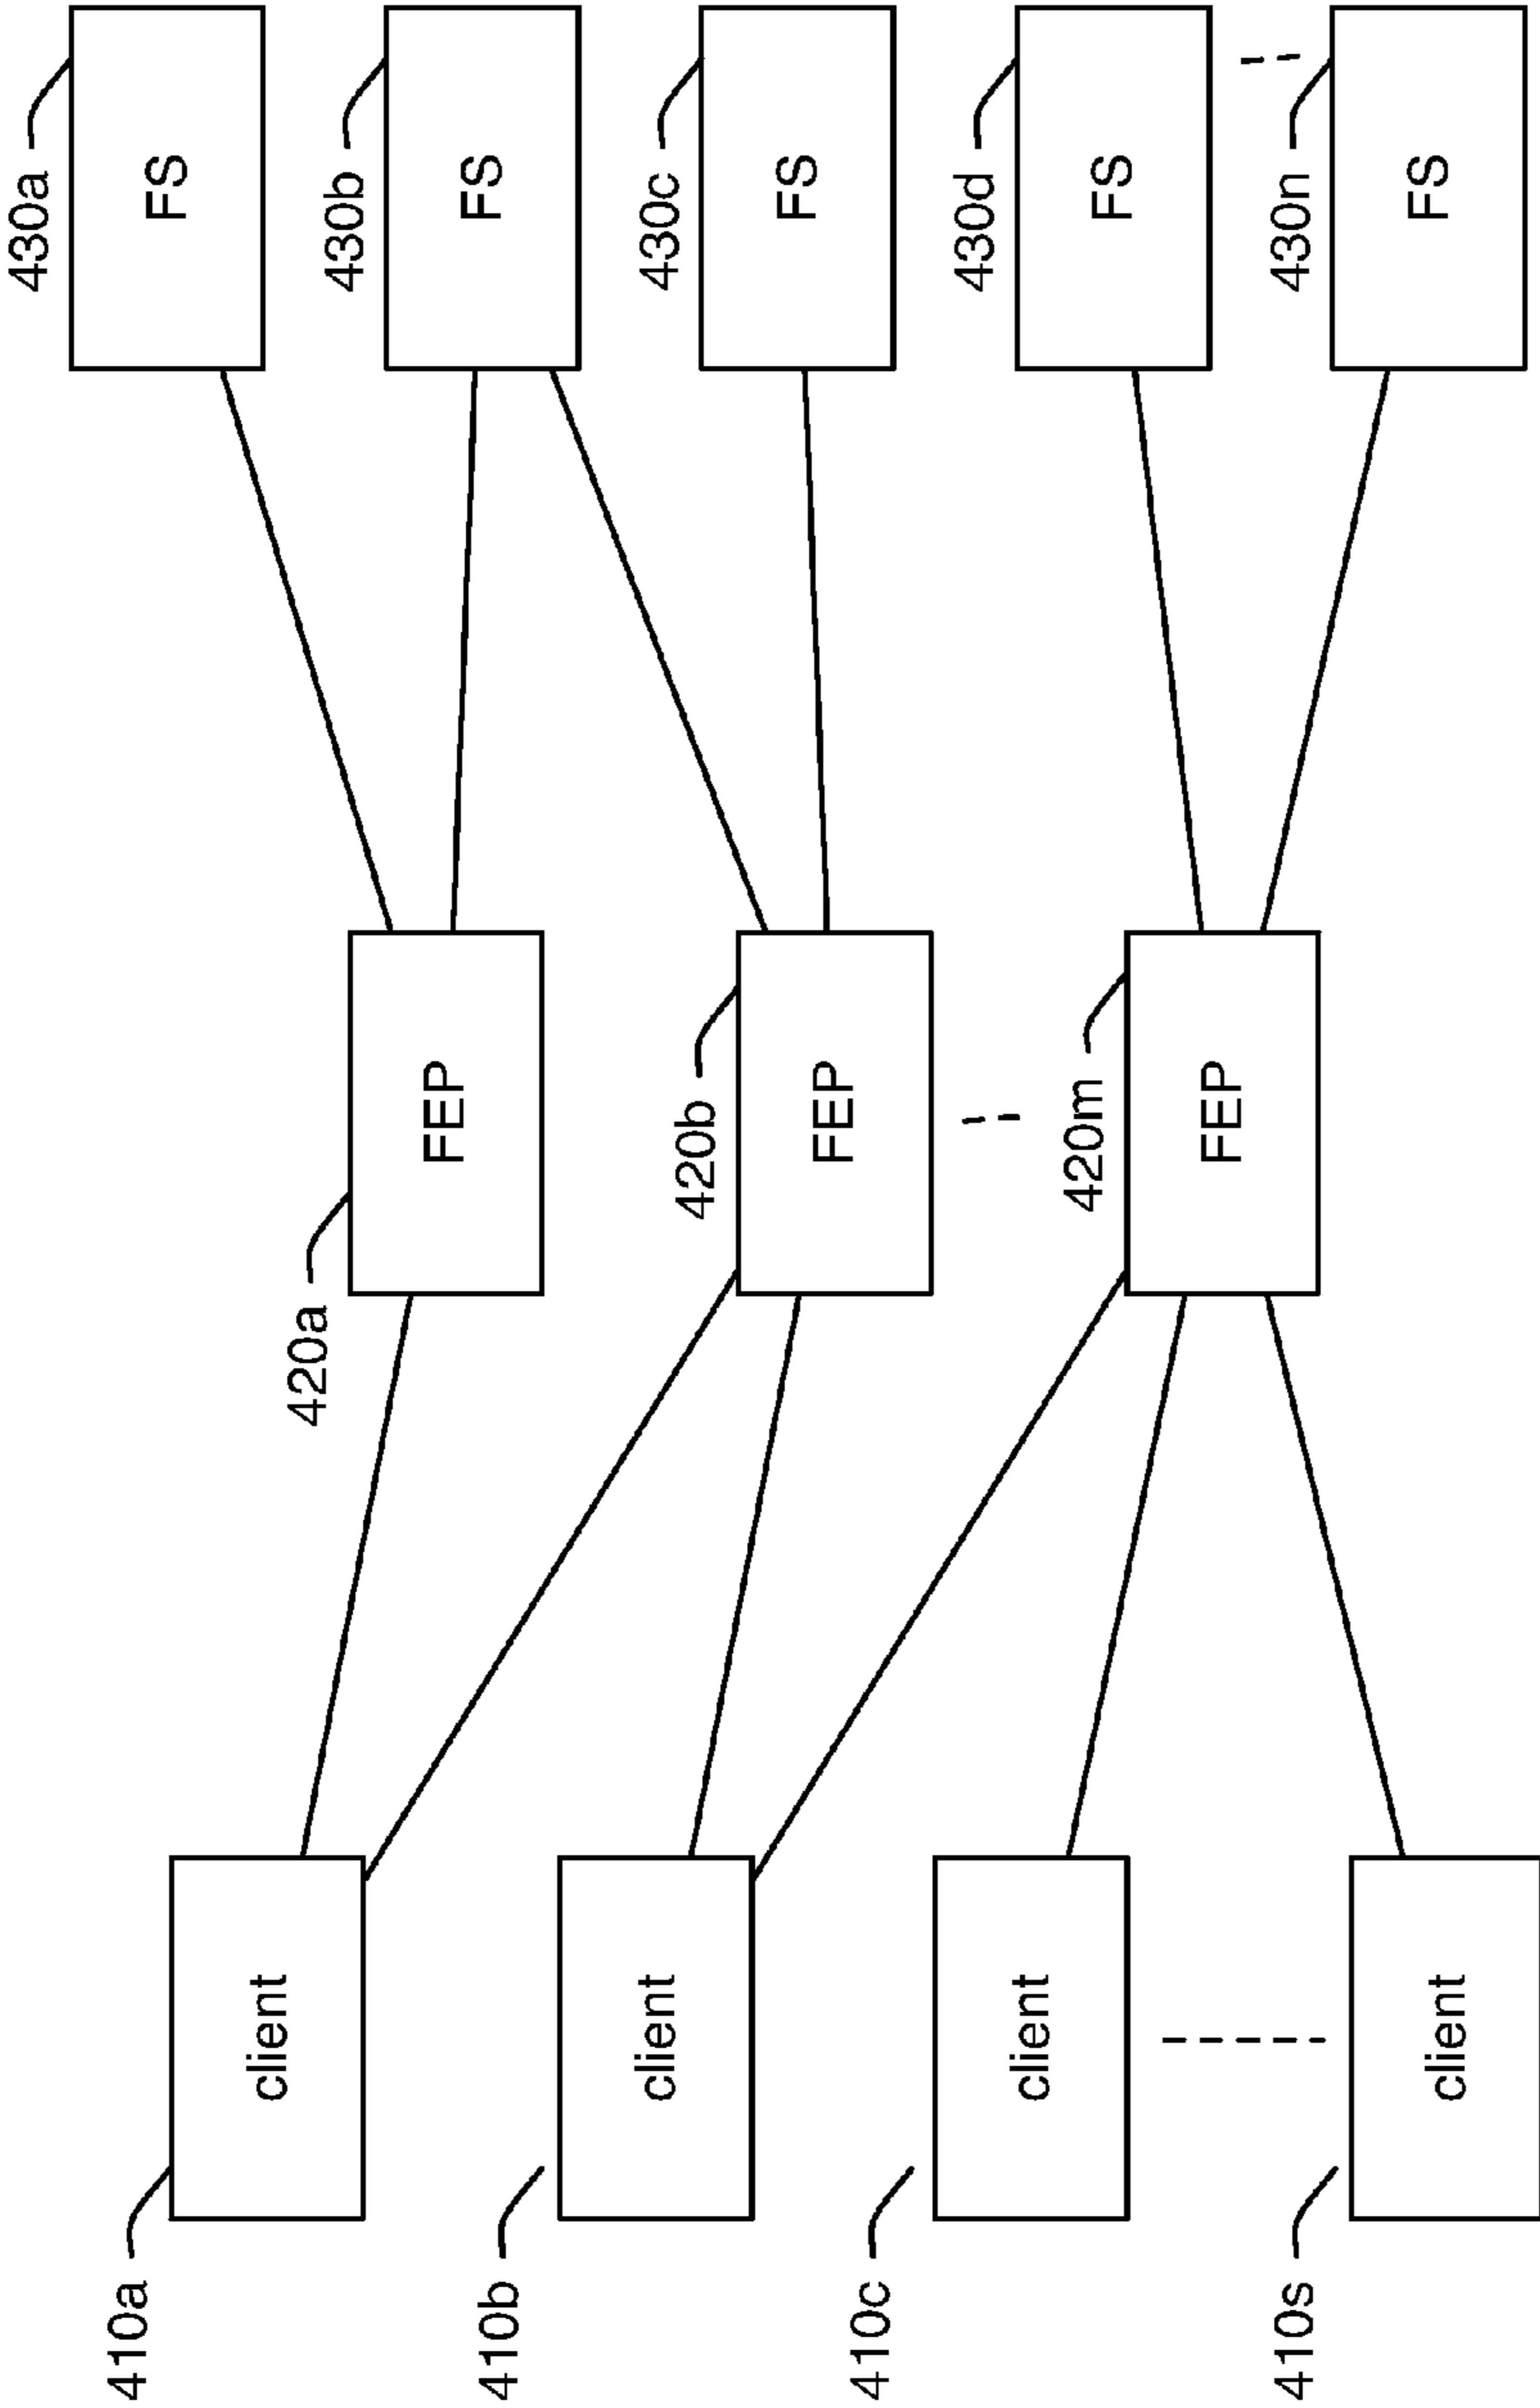 410a
client
410b
client
410c
client
410s
client
420a
FEP
420b
FEP
420m
FEP
430a
FS
430b
FS
430c
FS
430d
FS
430n
FS